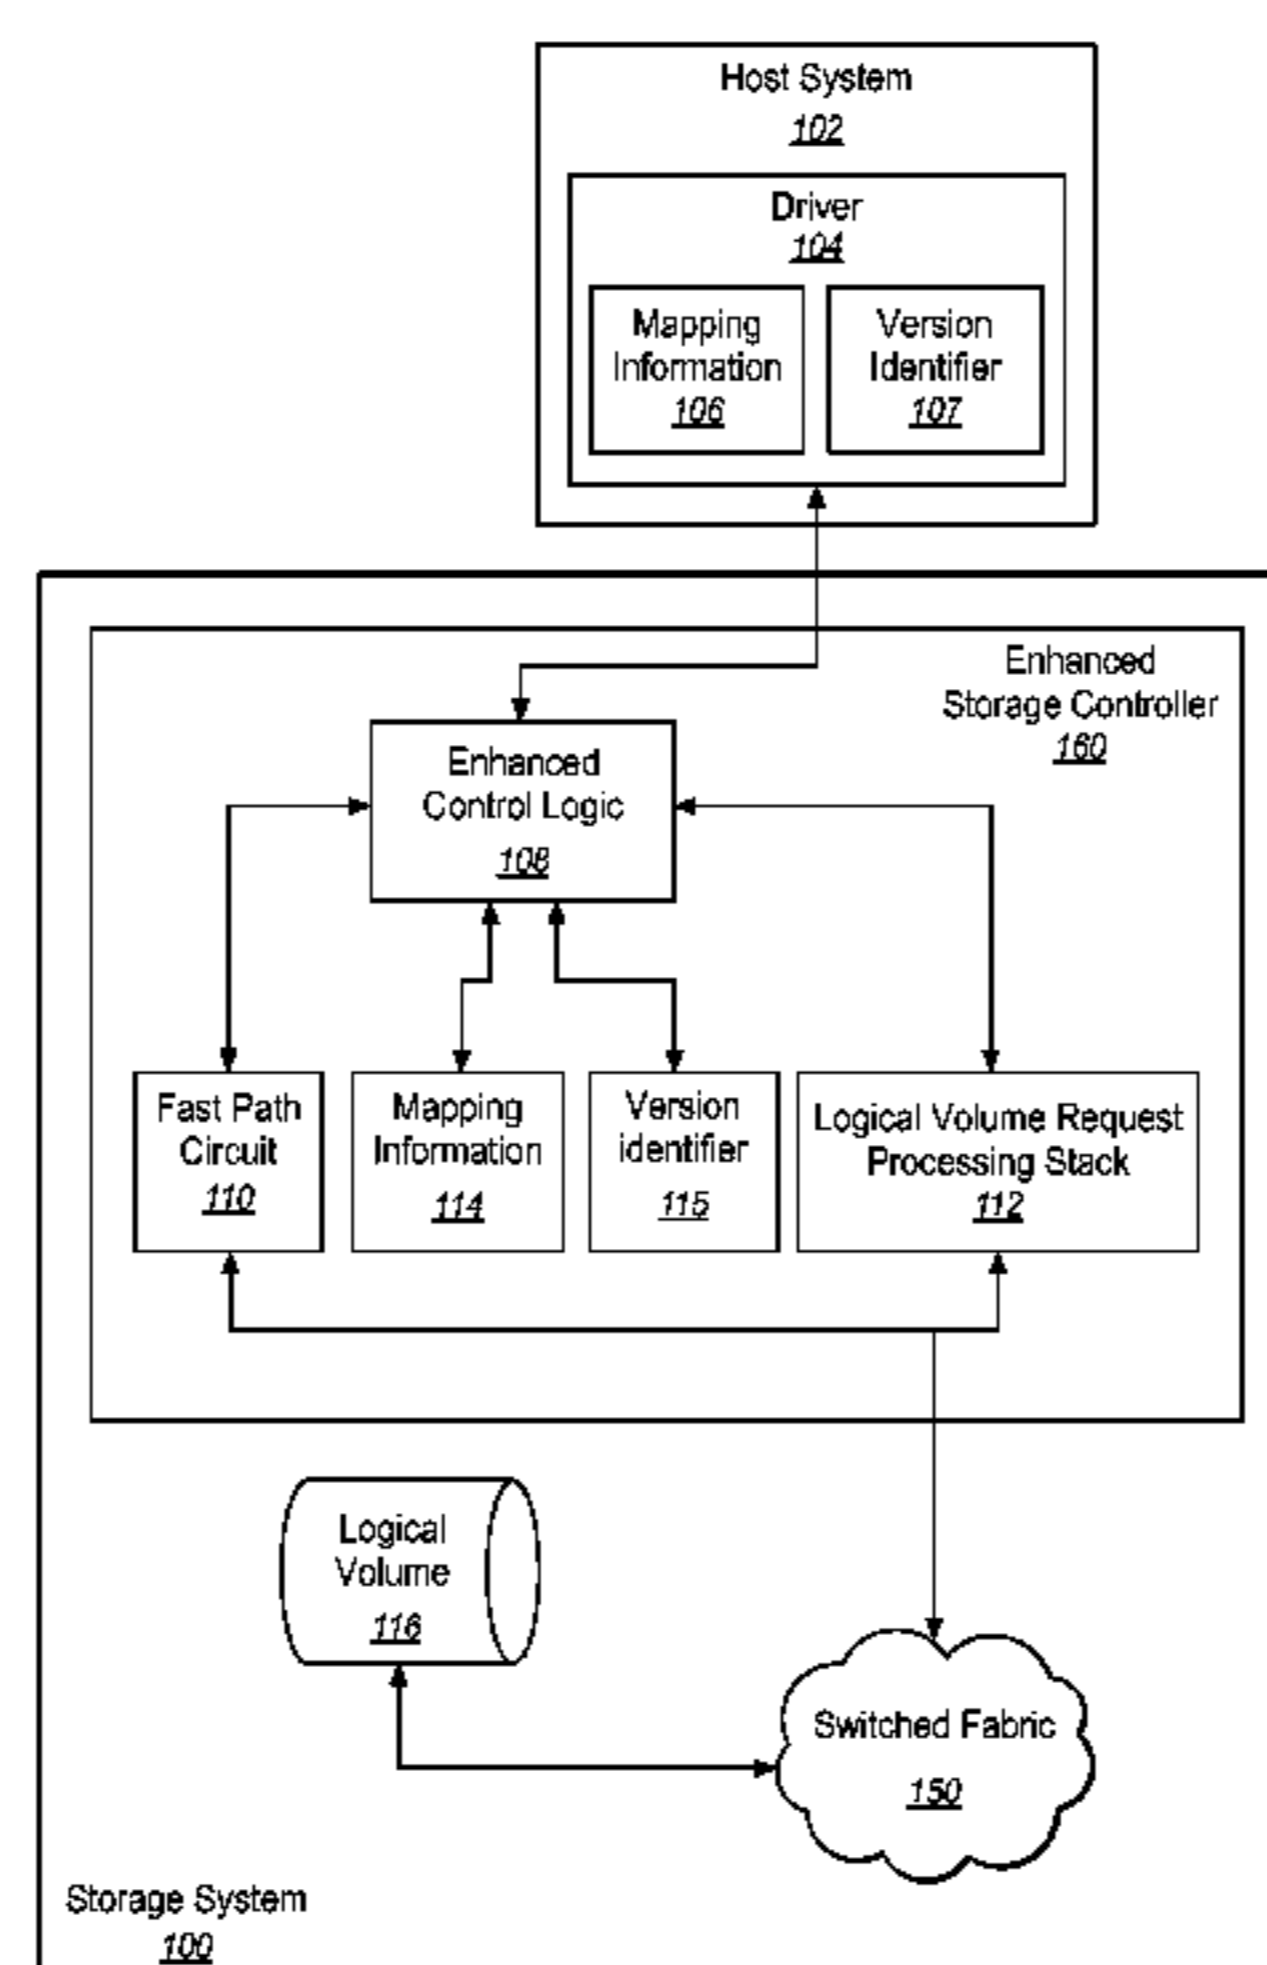 Host System
102
Driver
104
Mapping
Information
106
Version
Identifier
107
Enhanced
Storage Controller
160
Enhanced
Control Logic
108
Fast Path
Circuit
110
Mapping
Information
114
Version
identifier
115
Logical Volume Request
Processing Stack
112
Logical
Volume
116
Switched Fabric
150
Storage System
100